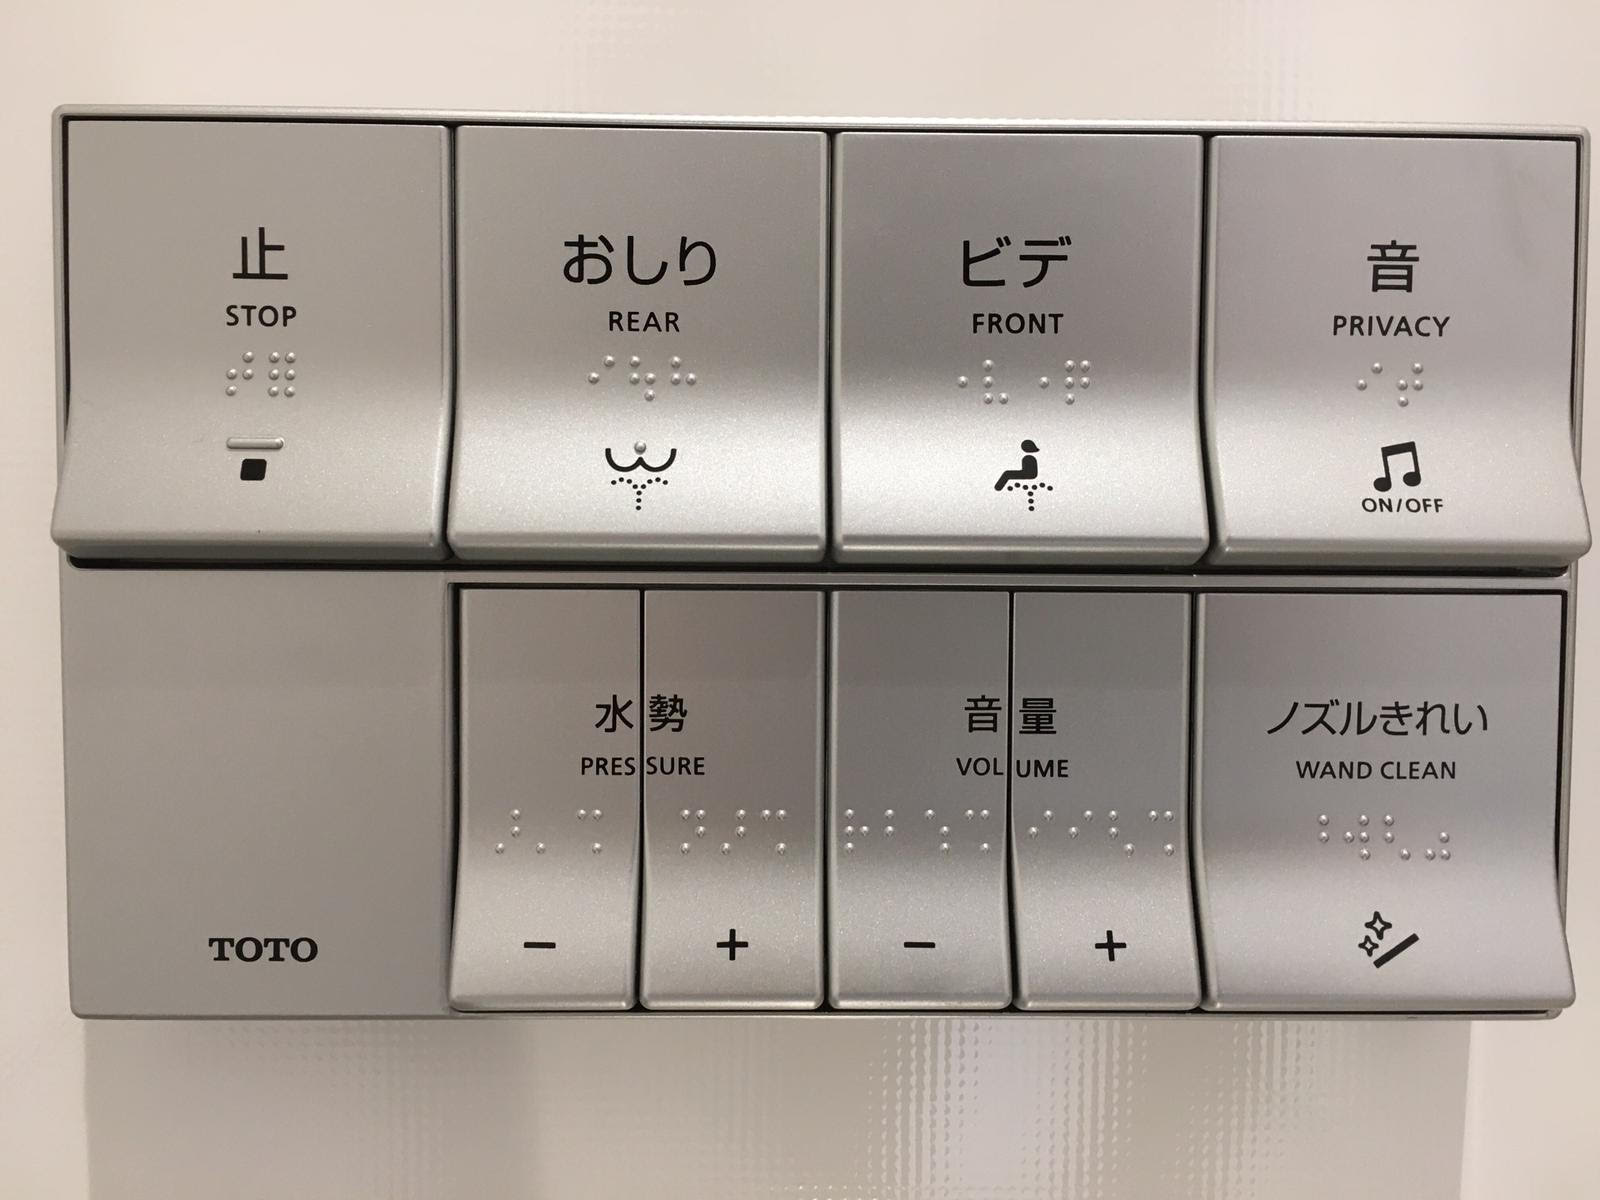 止
STOP
おしり
REAR
ビデ
FRONT
音
PRIVACY
ON/OFF
水勢
PRESSURE
− +
音量
VOLUME
− +
ノズルきれい
WAND CLEAN
TOTO